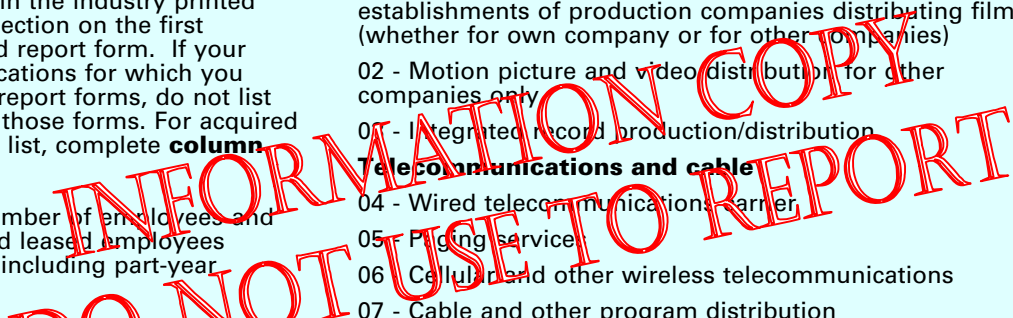 in the industry printed
ection on the first
d report form. If your
cations for which you
report forms, do not list
those forms. For acquired
list, complete column
mber of employees and
d leased employees
including part-year
establishments of production companies distributing film
(whether for own company or for other companies)
02 - Motion picture and video distribution for other
companies only
03 - Integrated record production/distribution
Telecommunications and cable
04 - Wired telecommunications carrier
05 - Paging services
06 - Cellular and other wireless telecommunications
07 - Cable and other program distribution
INFORMATION COPY
DO NOT USE TO REPORT